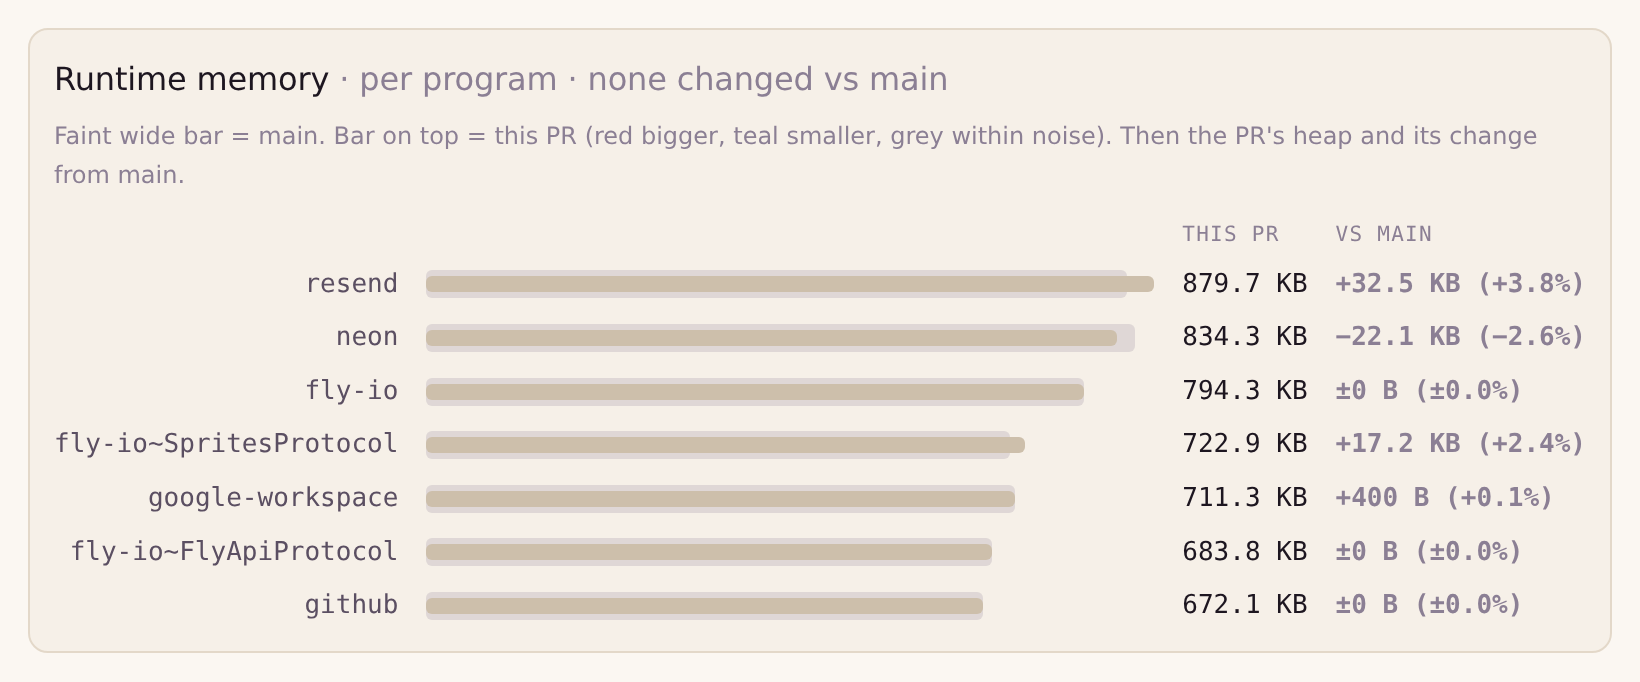 Runtime memory · per program · none changed vs main
Faint wide bar = main. Bar on top = this PR (red bigger, teal smaller, grey within noise). Then the PR's heap and its change
from main.
THIS PR VS MAIN
resend 879.7 KB +32.5 KB (+3.8%)
neon 834.3 KB −22.1 KB (−2.6%)
fly-io 794.3 KB ±0 B (±0.0%)
fly-io~SpritesProtocol 722.9 KB +17.2 KB (+2.4%)
google-workspace 711.3 KB +400 B (+0.1%)
fly-io~FlyApiProtocol 683.8 KB ±0 B (±0.0%)
github 672.1 KB ±0 B (±0.0%)